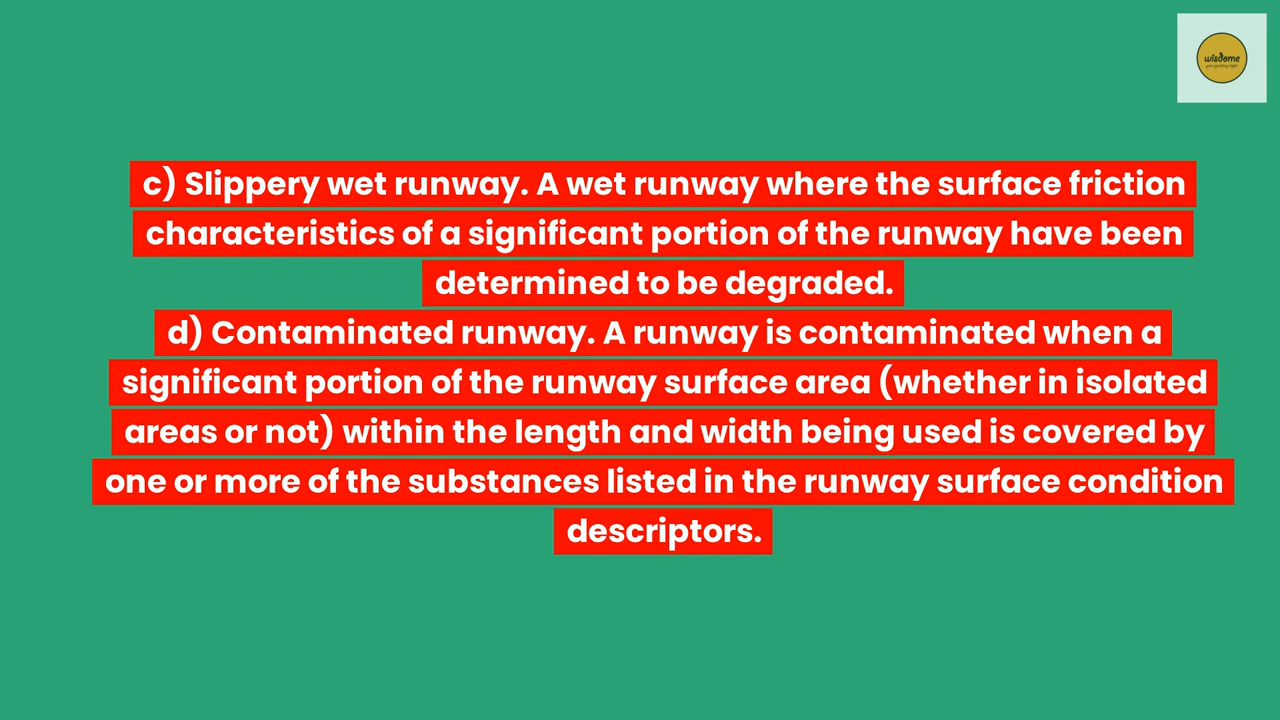 wisdome
c) Slippery wet runway. A wet runway where the surface friction
characteristics of a significant portion of the runway have been
determined to be degraded.
d) Contaminated runway. A runway is contaminated when a
significant portion of the runway surface area (whether in isolated
areas or not) within the length and width being used is covered by
one or more of the substances listed in the runway surface condition
descriptors.